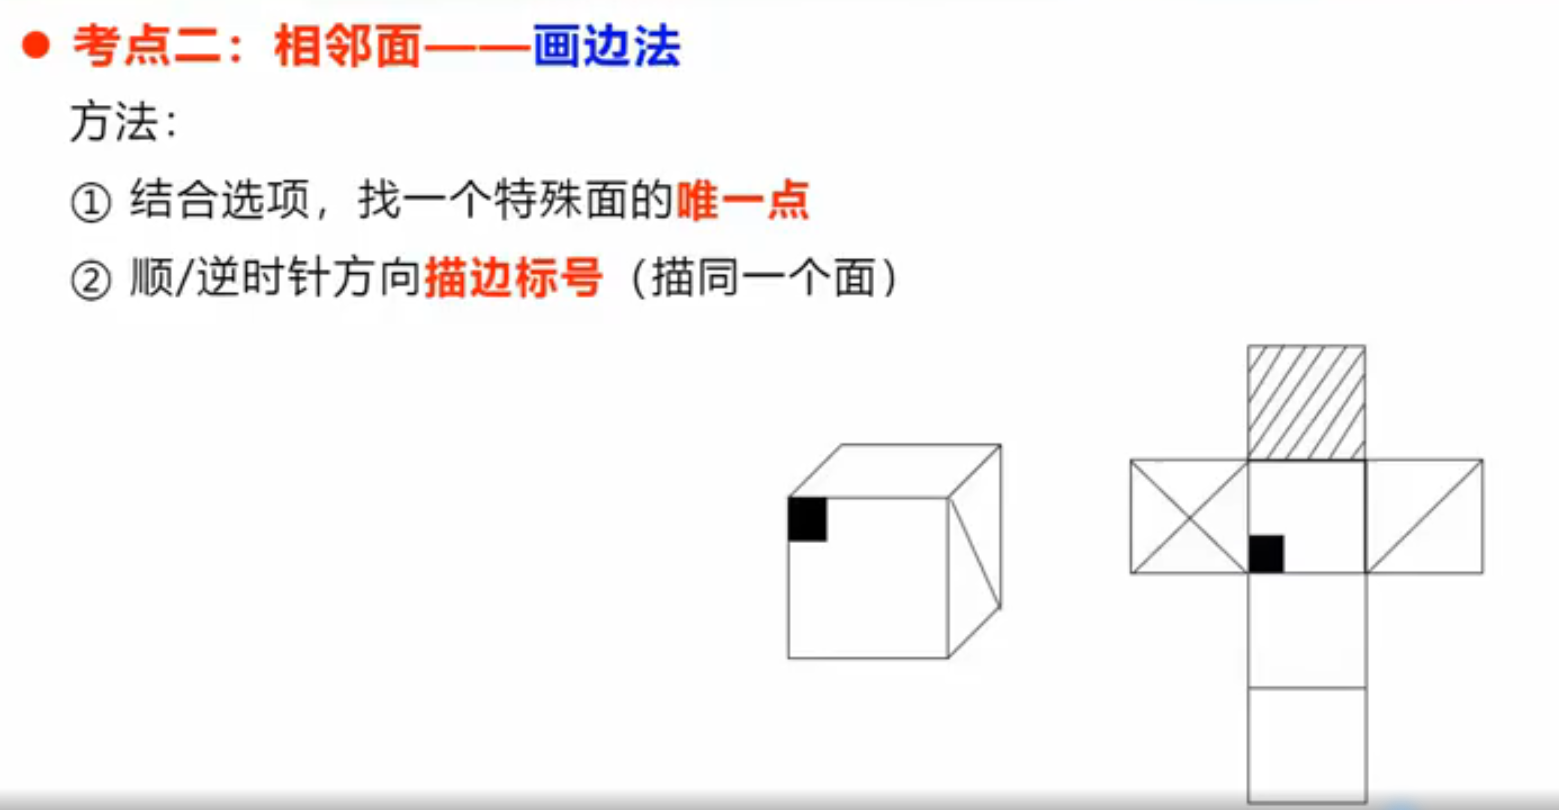 ● 考点二：相邻面——画边法
方法：
① 结合选项，找一个特殊面的唯一点
② 顺/逆时针方向描边标号（描同一个面）